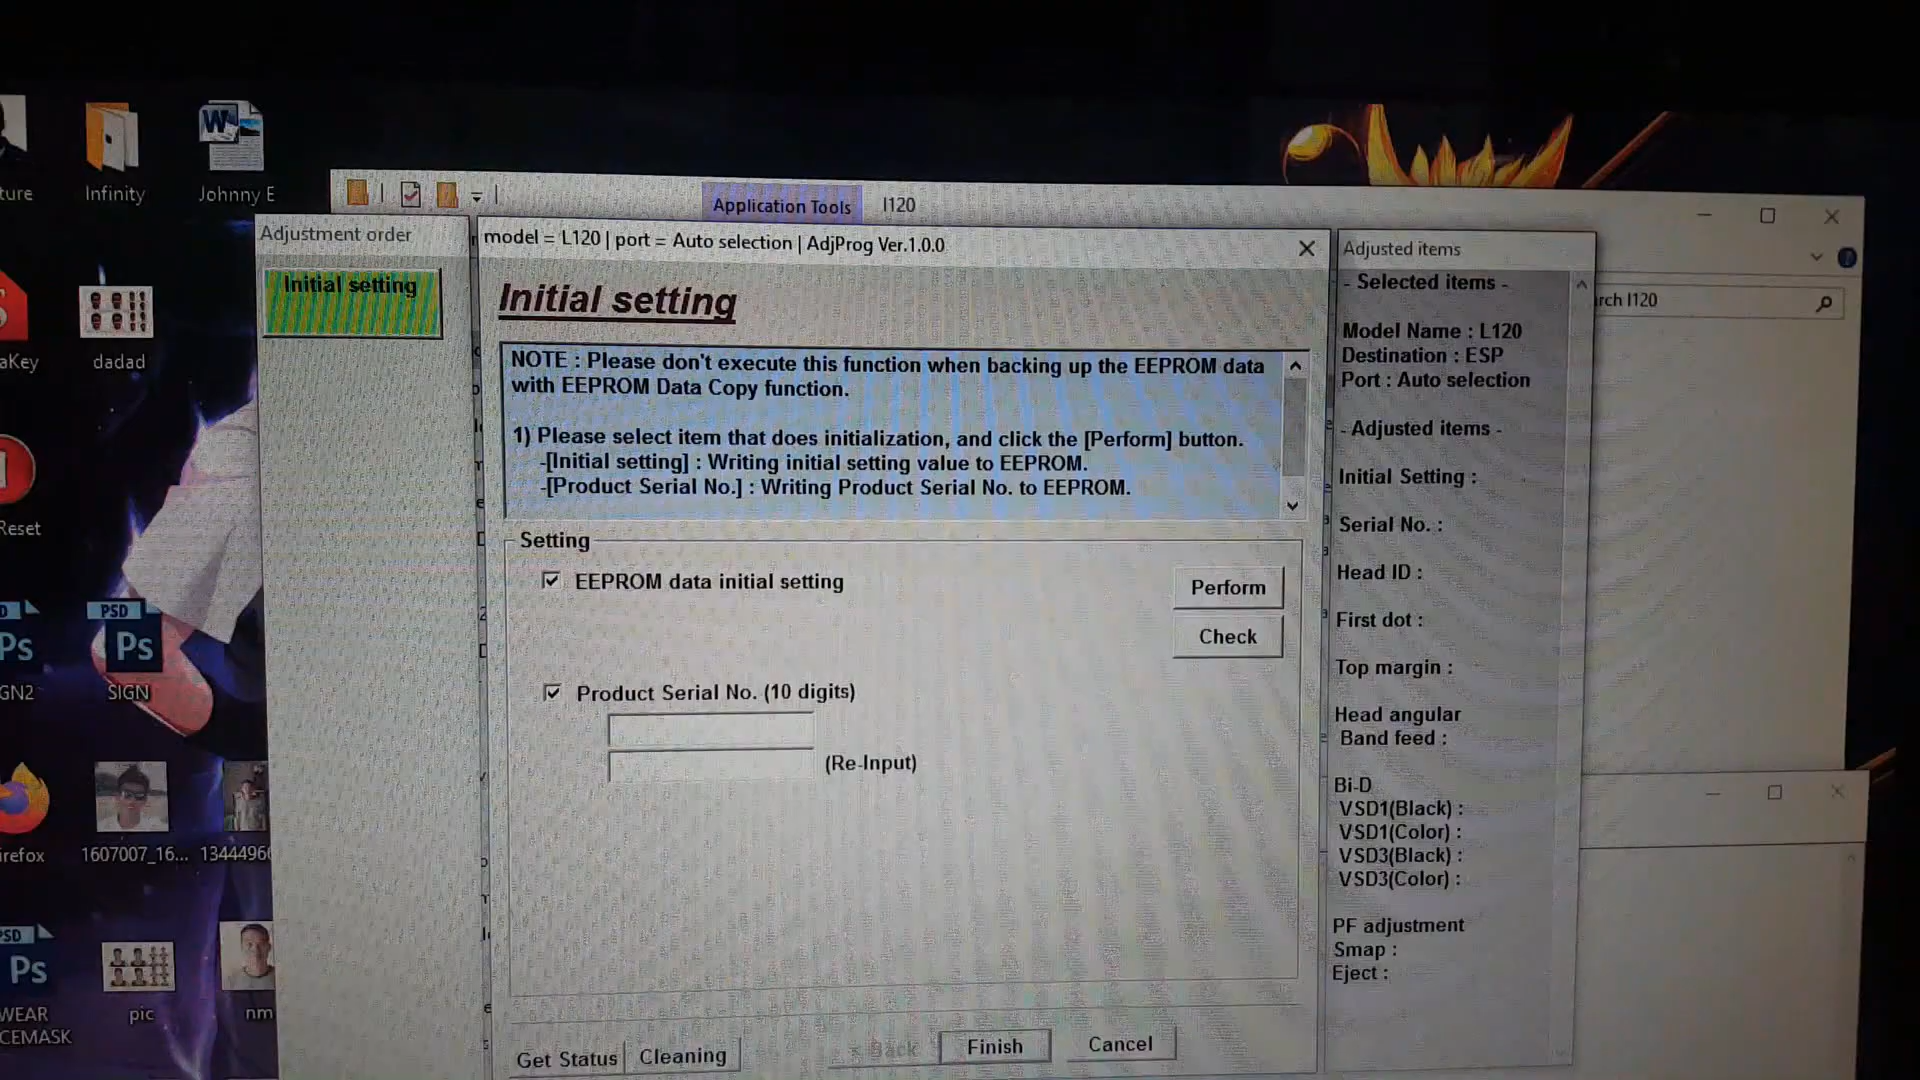 ture
Infinity
Johnny E
aKey
dadad
Reset
PSD
Ps
GN2
PSD
Ps
SIGN
irefox
1607007_16...
1344496
PSD
Ps
WEAR
CEMASK
pic
nm
Application Tools
l120
rch l120
Adjustment order
Initial setting
model = L120 | port = Auto selection | AdjProg Ver.1.0.0
Initial setting
NOTE : Please don't execute this function when backing up the EEPROM data
with EEPROM Data Copy function.
1) Please select item that does initialization, and click the [Perform] button.
-[Initial setting] : Writing initial setting value to EEPROM.
-[Product Serial No.] : Writing Product Serial No. to EEPROM.
Setting
EEPROM data initial setting
Perform
Check
Product Serial No. (10 digits)
(Re-Input)
Get Status
Cleaning
< Back
Finish
Cancel
Adjusted items
- Selected items -
Model Name : L120
Destination : ESP
Port : Auto selection
- Adjusted items -
Initial Setting :
Serial No. :
Head ID :
First dot :
Top margin :
Head angular
Band feed :
Bi-D
VSD1(Black) :
VSD1(Color) :
VSD3(Black) :
VSD3(Color) :
PF adjustment
Smap :
Eject :